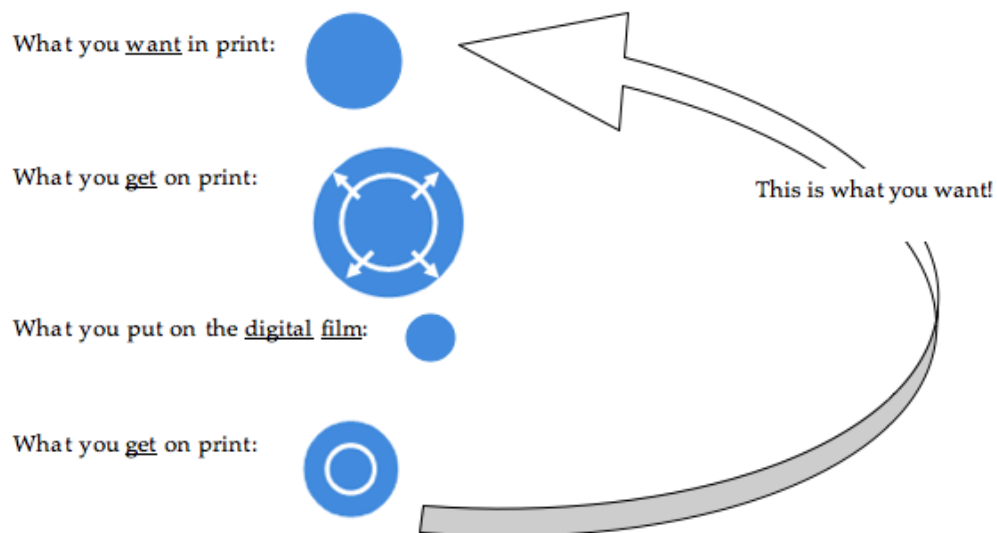 What you want in print:
What you get on print:
This is what you want!
What you put on the digital film:
What you get on print: